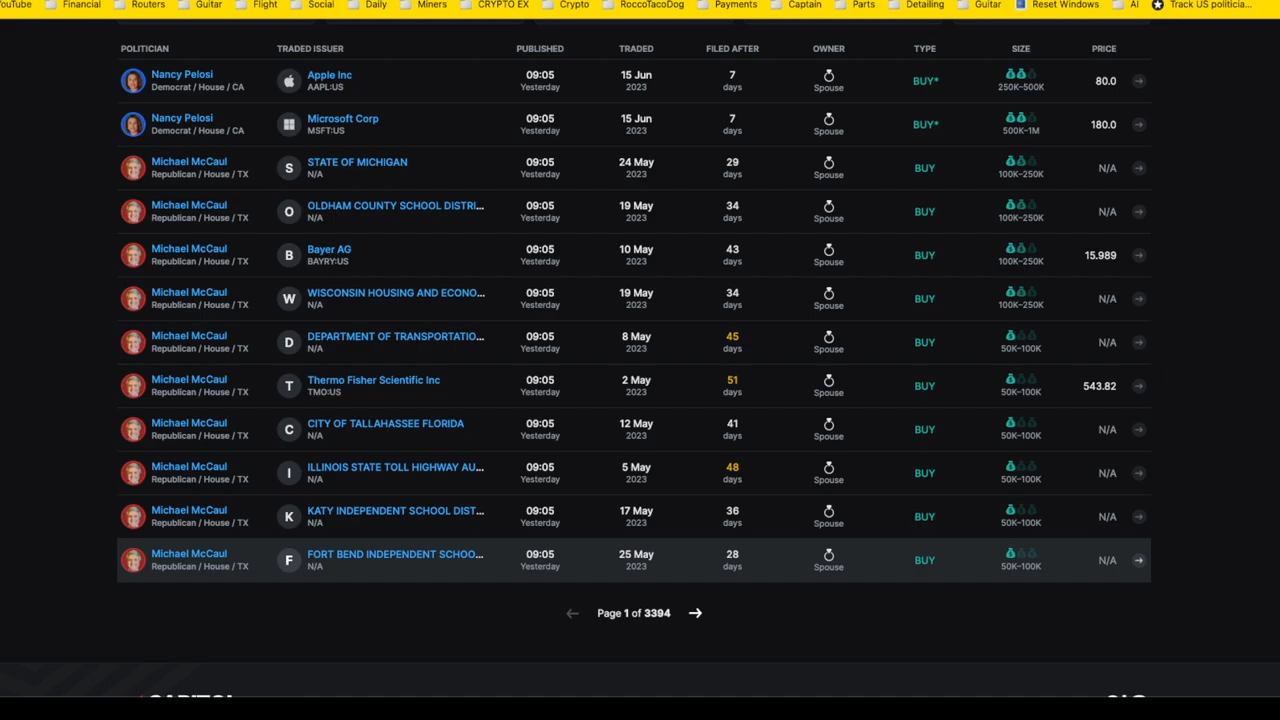 YouTube Financial Routers Guitar Flight Social Daily Miners CRYPTO EX Crypto RoccoTacoDog Payments Captain Parts Detailing Guitar Reset Windows AI Track US politicia...
POLITICIAN TRADED ISSUER PUBLISHED TRADED FILED AFTER OWNER TYPE SIZE PRICE
Nancy Pelosi Apple Inc 09:05 15 Jun 7 BUY* 80.0
Democrat / House / CA AAPL:US Yesterday 2023 days Spouse 250K–500K
Nancy Pelosi Microsoft Corp 09:05 15 Jun 7 BUY* 180.0
Democrat / House / CA MSFT:US Yesterday 2023 days Spouse 500K–1M
Michael McCaul S STATE OF MICHIGAN 09:05 24 May 29 BUY N/A
Republican / House / TX N/A Yesterday 2023 days Spouse 100K–250K
Michael McCaul O OLDHAM COUNTY SCHOOL DISTRI... 09:05 19 May 34 BUY N/A
Republican / House / TX N/A Yesterday 2023 days Spouse 100K–250K
Michael McCaul B Bayer AG 09:05 10 May 43 BUY 15.989
Republican / House / TX BAYRY:US Yesterday 2023 days Spouse 100K–250K
Michael McCaul W WISCONSIN HOUSING AND ECONO... 09:05 19 May 34 BUY N/A
Republican / House / TX N/A Yesterday 2023 days Spouse 100K–250K
Michael McCaul D DEPARTMENT OF TRANSPORTATIO... 09:05 8 May 45 BUY N/A
Republican / House / TX N/A Yesterday 2023 days Spouse 50K–100K
Michael McCaul T Thermo Fisher Scientific Inc 09:05 2 May 51 BUY 543.82
Republican / House / TX TMO:US Yesterday 2023 days Spouse 50K–100K
Michael McCaul C CITY OF TALLAHASSEE FLORIDA 09:05 12 May 41 BUY N/A
Republican / House / TX N/A Yesterday 2023 days Spouse 50K–100K
Michael McCaul I ILLINOIS STATE TOLL HIGHWAY AU... 09:05 5 May 48 BUY N/A
Republican / House / TX N/A Yesterday 2023 days Spouse 50K–100K
Michael McCaul K KATY INDEPENDENT SCHOOL DIST... 09:05 17 May 36 BUY N/A
Republican / House / TX N/A Yesterday 2023 days Spouse 50K–100K
Michael McCaul F FORT BEND INDEPENDENT SCHOO... 09:05 25 May 28 BUY N/A
Republican / House / TX N/A Yesterday 2023 days Spouse 50K–100K
Page 1 of 3394